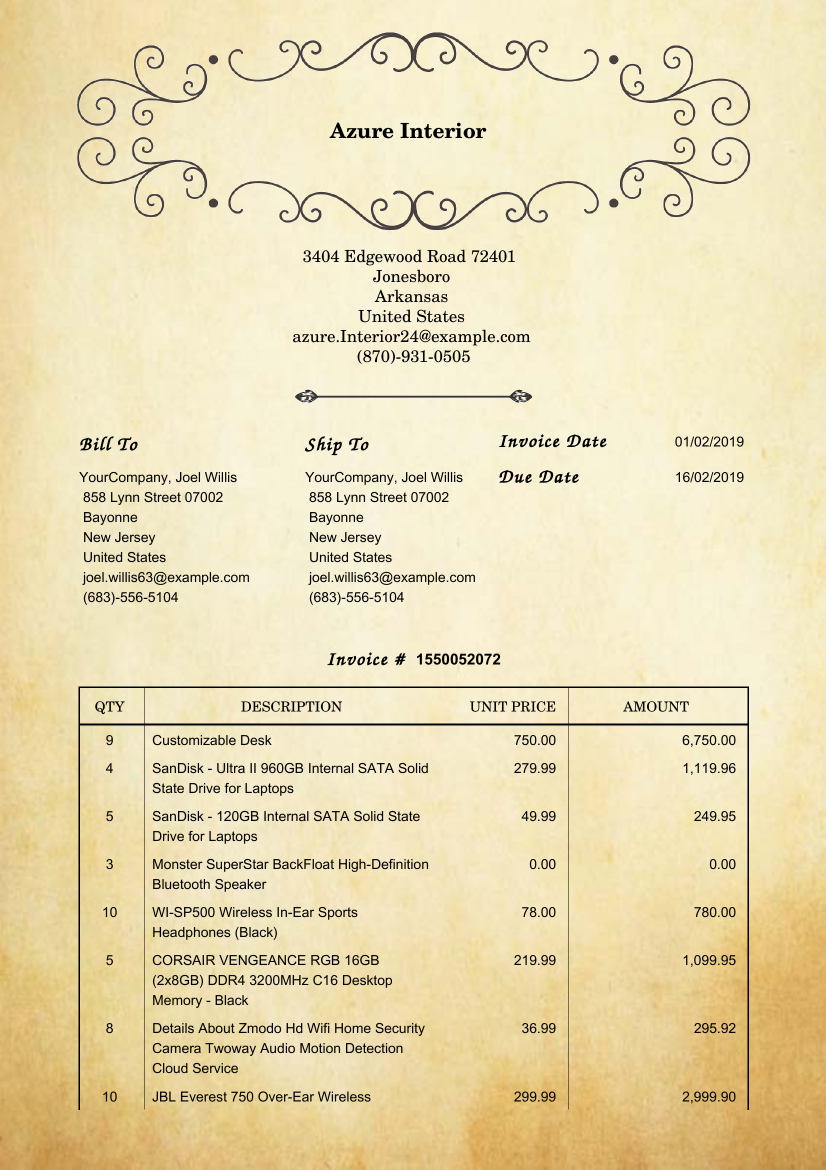 Azure Interior
3404 Edgewood Road 72401
Jonesboro
Arkansas
United States
azure.Interior24@example.com
(870)-931-0505
Bill To
YourCompany, Joel Willis
858 Lynn Street 07002
Bayonne
New Jersey
United States
joel.willis63@example.com
(683)-556-5104
Ship To
YourCompany, Joel Willis
858 Lynn Street 07002
Bayonne
New Jersey
United States
joel.willis63@example.com
(683)-556-5104
Invoice Date 01/02/2019
Due Date 16/02/2019
Invoice # 1550052072
QTY DESCRIPTION UNIT PRICE AMOUNT
9 Customizable Desk 750.00 6,750.00
4 SanDisk - Ultra II 960GB Internal SATA Solid 279.99 1,119.96
State Drive for Laptops
5 SanDisk - 120GB Internal SATA Solid State 49.99 249.95
Drive for Laptops
3 Monster SuperStar BackFloat High-Definition 0.00 0.00
Bluetooth Speaker
10 WI-SP500 Wireless In-Ear Sports 78.00 780.00
Headphones (Black)
5 CORSAIR VENGEANCE RGB 16GB 219.99 1,099.95
(2x8GB) DDR4 3200MHz C16 Desktop
Memory - Black
8 Details About Zmodo Hd Wifi Home Security 36.99 295.92
Camera Twoway Audio Motion Detection
Cloud Service
10 JBL Everest 750 Over-Ear Wireless 299.99 2,999.90